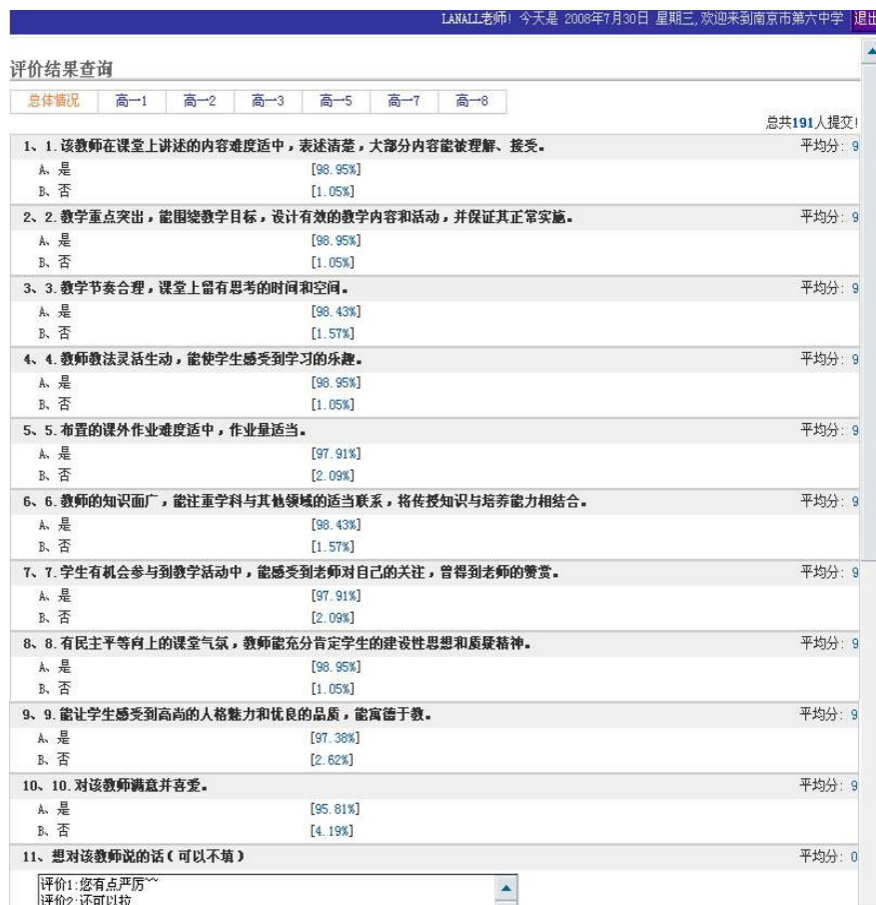 LANALL老师! 今天是 2008年7月30日 星期三,欢迎来到南京市第六中学 退出
评价结果查询
总体情况 高一1 高一2 高一3 高一5 高一7 高一8
总共191人提交!
1、1.该教师在课堂上讲述的内容难度适中，表述清楚，大部分内容能被理解、接受。 平均分: 9
A、是 [98.95%]
B、否 [1.05%]
2、2.教学重点突出，能围绕教学目标，设计有效的教学内容和活动，并保证其正常实施。 平均分: 9
A、是 [98.95%]
B、否 [1.05%]
3、3.教学节奏合理，课堂上留有思考的时间和空间。 平均分: 9
A、是 [98.43%]
B、否 [1.57%]
4、4.教师教法灵活生动，能使学生感受到学习的乐趣。 平均分: 9
A、是 [98.95%]
B、否 [1.05%]
5、5.布置的课外作业难度适中，作业量适当。 平均分: 9
A、是 [97.91%]
B、否 [2.09%]
6、6.教师的知识面广，能注重学科与其他领域的适当联系，将传授知识与培养能力相结合。 平均分: 9
A、是 [98.43%]
B、否 [1.57%]
7、7.学生有机会参与到教学活动中，能感受到老师对自己的关注，曾得到老师的赞赏。 平均分: 9
A、是 [97.91%]
B、否 [2.09%]
8、8.有民主平等向上的课堂气氛，教师能充分肯定学生的建设性思想和质疑精神。 平均分: 9
A、是 [98.95%]
B、否 [1.05%]
9、9.能让学生感受到高尚的人格魅力和优良的品质，能寓德于教。 平均分: 9
A、是 [97.38%]
B、否 [2.62%]
10、10.对该教师满意并喜爱。 平均分: 9
A、是 [95.81%]
B、否 [4.19%]
11、想对该教师说的话(可以不填) 平均分: 0
评价1:您有点严厉~~
评价2:还可以拉